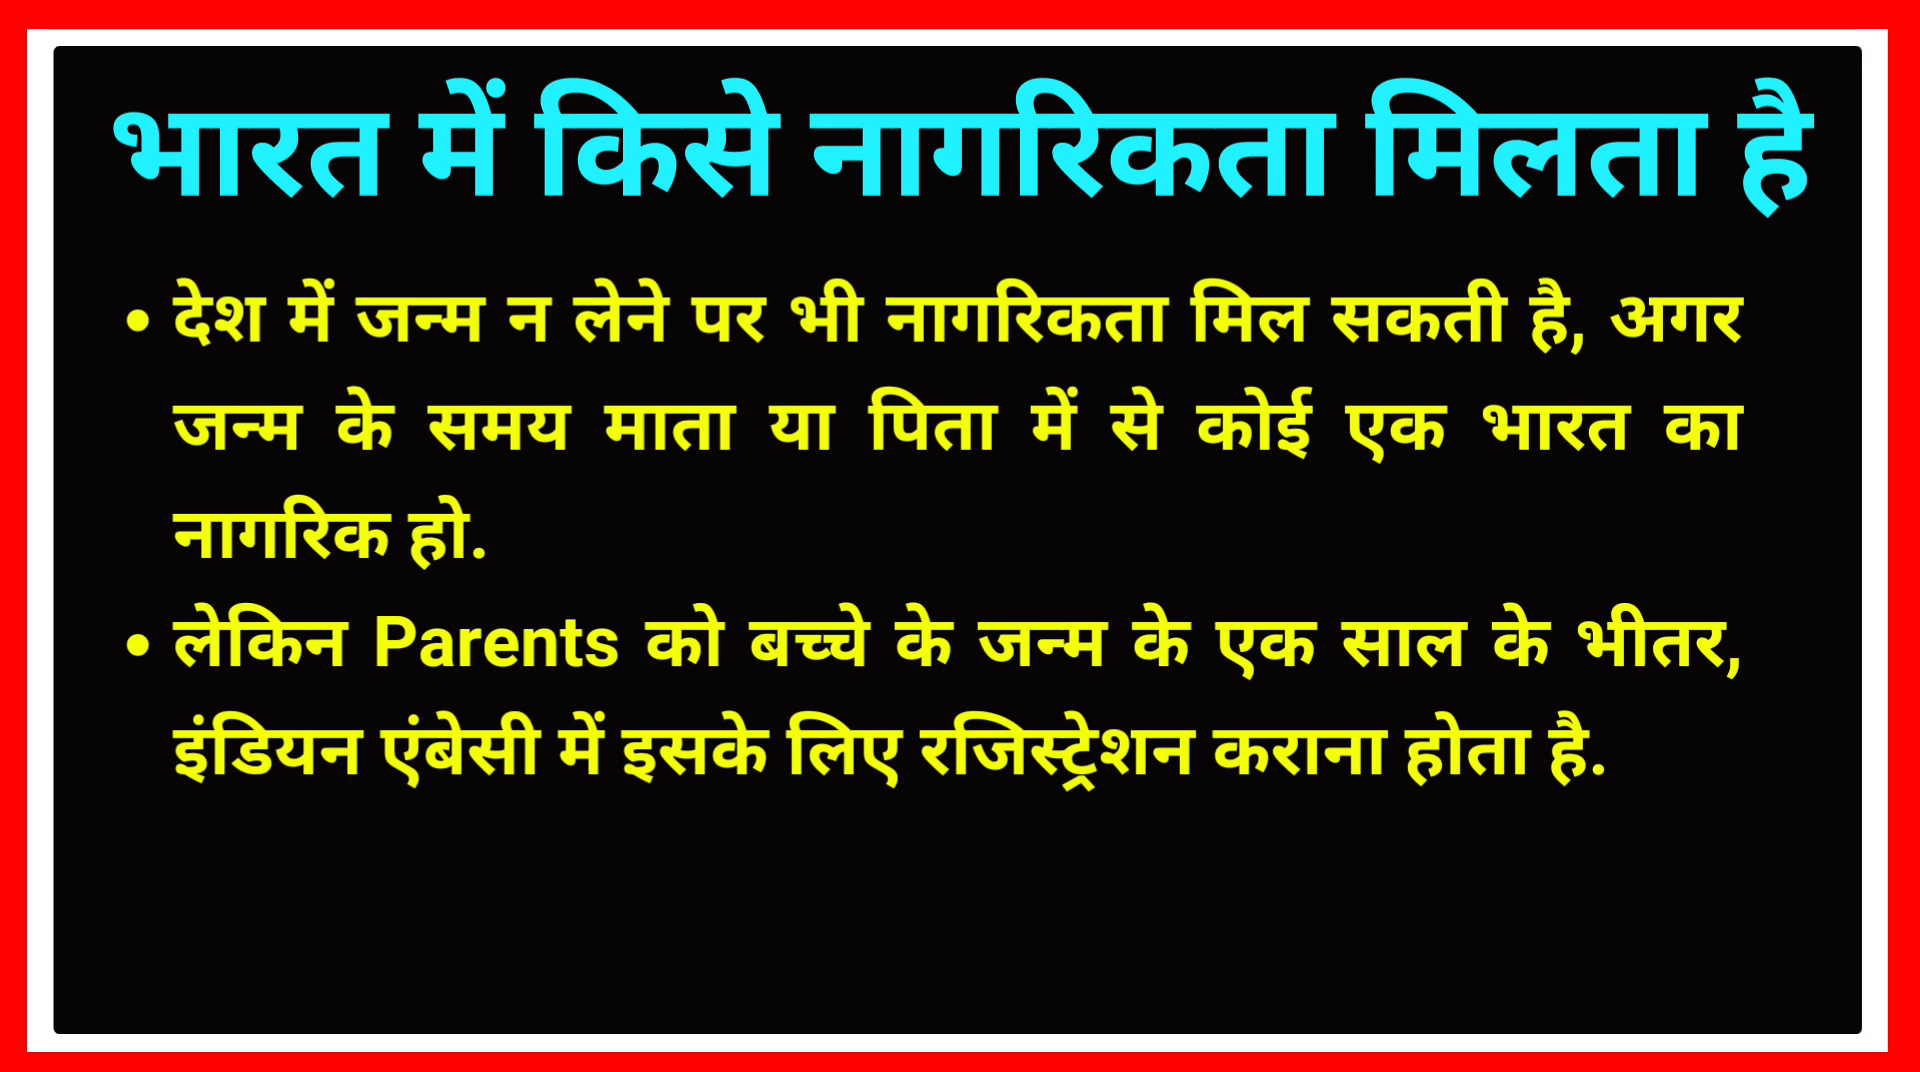 भारत में किसे नागरिकता मिलता है
• देश में जन्म न लेने पर भी नागरिकता मिल सकती है, अगर
जन्म के समय माता या पिता में से कोई एक भारत का
नागरिक हो.
• लेकिन Parents को बच्चे के जन्म के एक साल के भीतर,
इंडियन एंबेसी में इसके लिए रजिस्ट्रेशन कराना होता है.